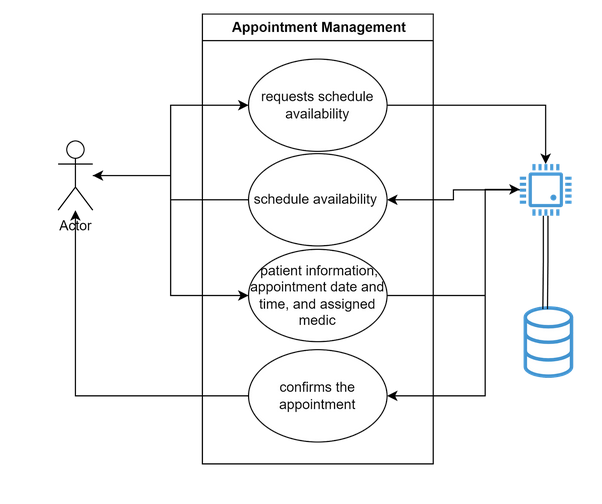 Appointment Management
requests schedule
availability
Actor
schedule availability
patient information,
appointment date and
time, and assigned
medic
confirms the
appointment